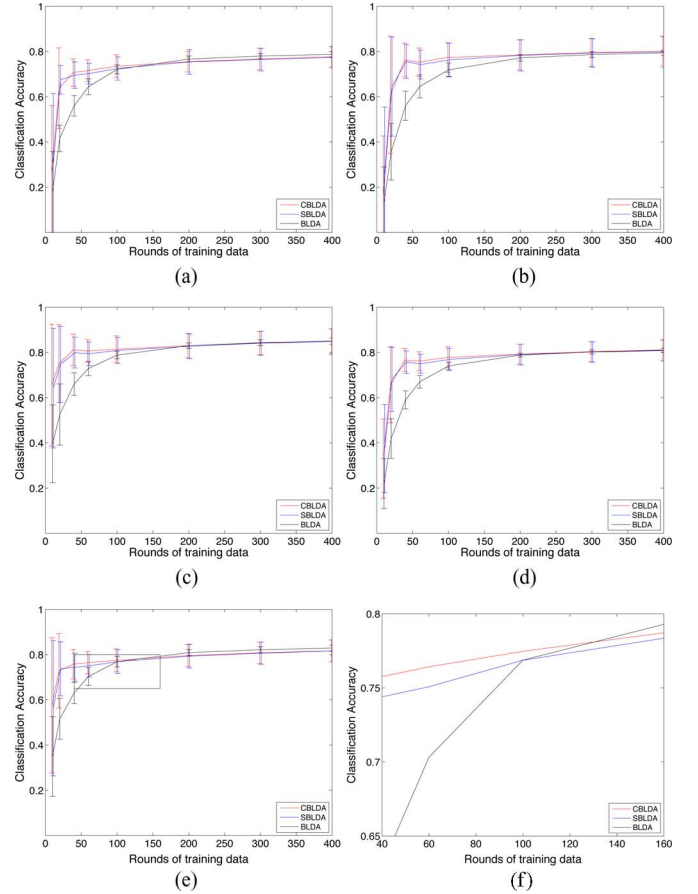 1
0.8
0.6
0.4
0.2
0 50 100 150 200 250 300 350 400
Classification Accuracy
Rounds of training data
CBLDA
SBLDA
BLDA
(a)
1
0.8
0.6
0.4
0.2
0 50 100 150 200 250 300 350 400
Classification Accuracy
Rounds of training data
CBLDA
SBLDA
BLDA
(b)
1
0.8
0.6
0.4
0.2
0 50 100 150 200 250 300 350 400
Classification Accuracy
Rounds of training data
CBLDA
SBLDA
BLDA
(c)
1
0.8
0.6
0.4
0.2
0 50 100 150 200 250 300 350 400
Classification Accuracy
Rounds of training data
CBLDA
SBLDA
BLDA
(d)
1
0.8
0.6
0.4
0.2
0 50 100 150 200 250 300 350 400
Classification Accuracy
Rounds of training data
CBLDA
SBLDA
BLDA
(e)
0.8
0.75
0.7
0.65
40 60 80 100 120 140 160
Classification Accuracy
Rounds of training data
CBLDA
SBLDA
BLDA
(f)